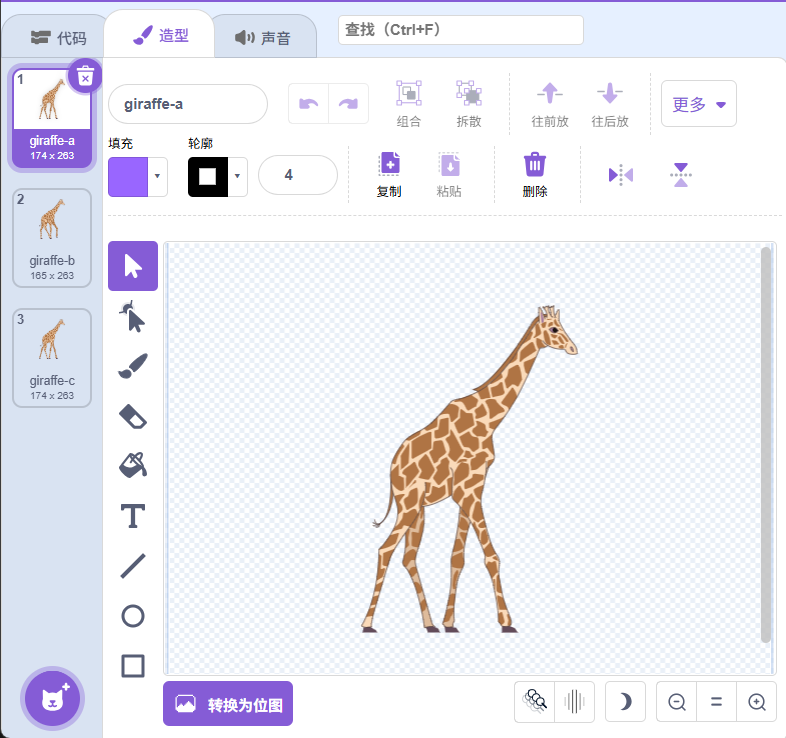 代码
造型
声音
查找（Ctrl+F）
1
giraffe-a
174 x 263
2
giraffe-b
165 x 263
3
giraffe-c
174 x 263
giraffe-a
组合
拆散
往前放
往后放
更多
填充
轮廓
4
复制
粘贴
删除
T
转换为位图